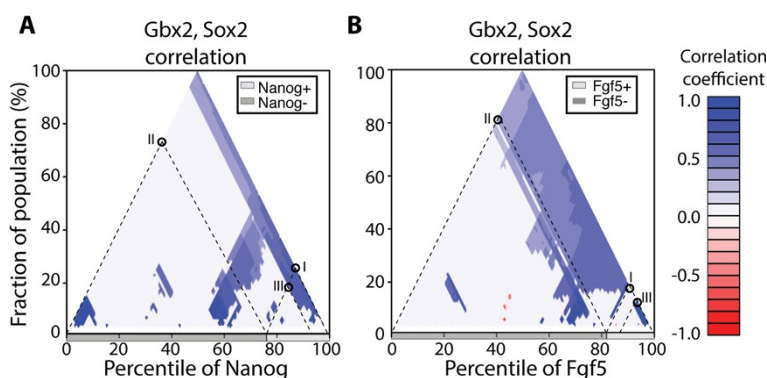 A
Gbx2, Sox2
correlation
Fraction of population (%)
100
80
60
40
20
0
Nanog+
Nanog-
II
I
III
0 20 40 60 80 100
Percentile of Nanog
B
Gbx2, Sox2
correlation
100
80
60
40
20
0
Fgf5+
Fgf5-
II
I
III
0 20 40 60 80 100
Percentile of Fgf5
Correlation
coefficient
1.0
0.5
0.0
-0.5
-1.0